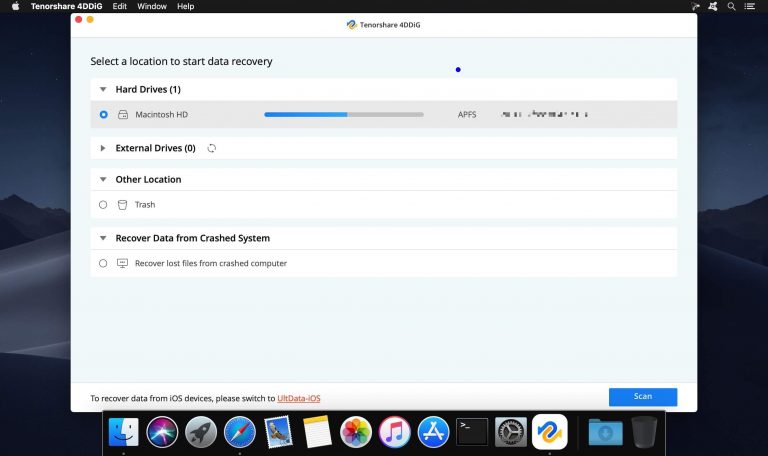 Tenorshare 4DDiG Edit Window Help
Tenorshare 4DDiG
Select a location to start data recovery
Hard Drives (1)
Macintosh HD APFS
External Drives (0)
Other Location
Trash
Recover Data from Crashed System
Recover lost files from crashed computer
To recover data from iOS devices, please switch to UltData-iOS
Scan
>_